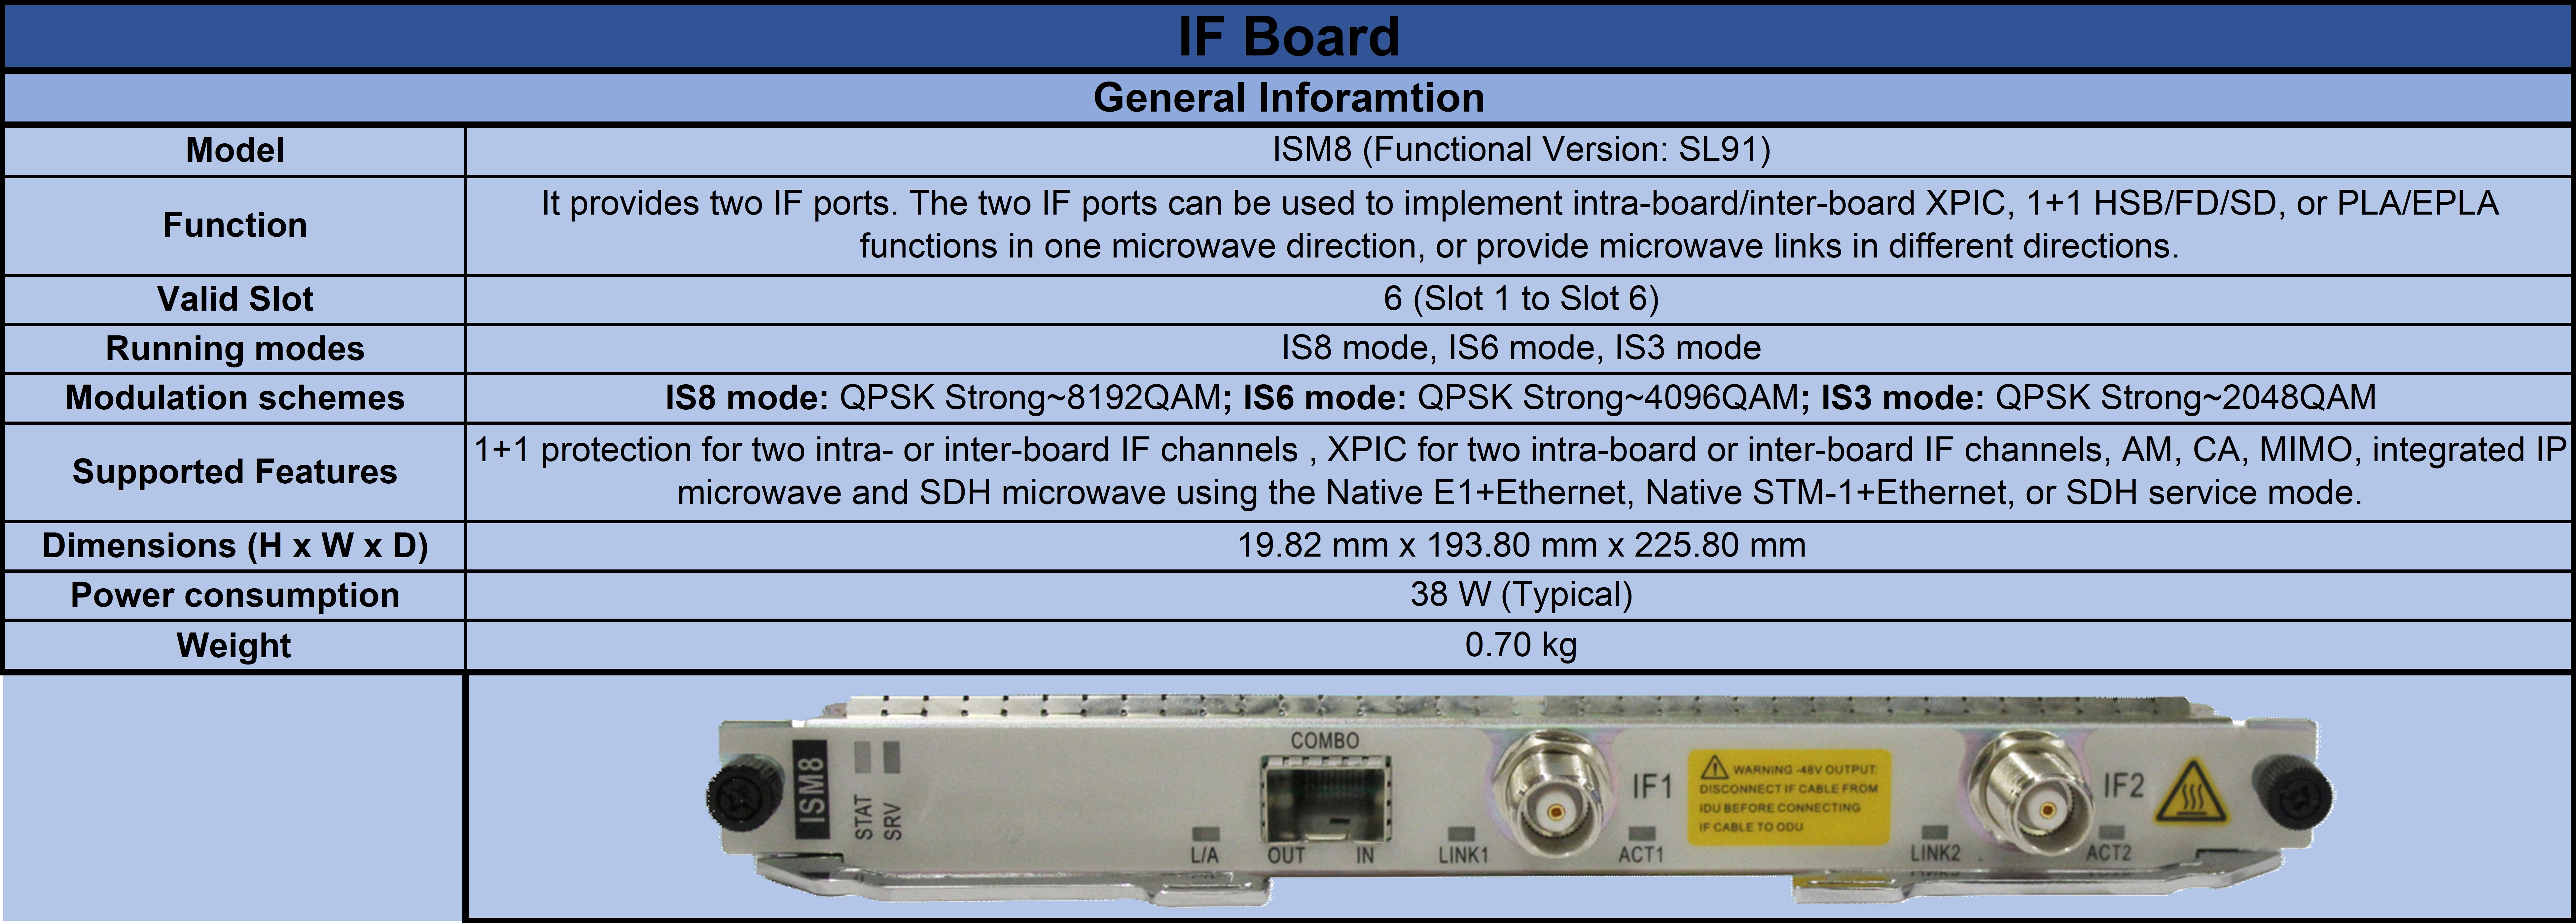 IF Board
General Inforamtion
Model
ISM8 (Functional Version: SL91)
Function
It provides two IF ports. The two IF ports can be used to implement intra-board/inter-board XPIC, 1+1 HSB/FD/SD, or PLA/EPLA
functions in one microwave direction, or provide microwave links in different directions.
Valid Slot
6 (Slot 1 to Slot 6)
Running modes
IS8 mode, IS6 mode, IS3 mode
Modulation schemes
IS8 mode: QPSK Strong~8192QAM; IS6 mode: QPSK Strong~4096QAM; IS3 mode: QPSK Strong~2048QAM
Supported Features
1+1 protection for two intra- or inter-board IF channels , XPIC for two intra-board or inter-board IF channels, AM, CA, MIMO, integrated IP
microwave and SDH microwave using the Native E1+Ethernet, Native STM-1+Ethernet, or SDH service mode.
Dimensions (H x W x D)
19.82 mm x 193.80 mm x 225.80 mm
Power consumption
38 W (Typical)
Weight
0.70 kg
ISM8
STAT
SRV
L/A
COMBO
OUT IN
LINK1
IF1
ACT1
WARNING -48V OUTPUT:
DISCONNECT IF CABLE FROM
IDU BEFORE CONNECTING
IF CABLE TO ODU
LINK2
IF2
ACT2